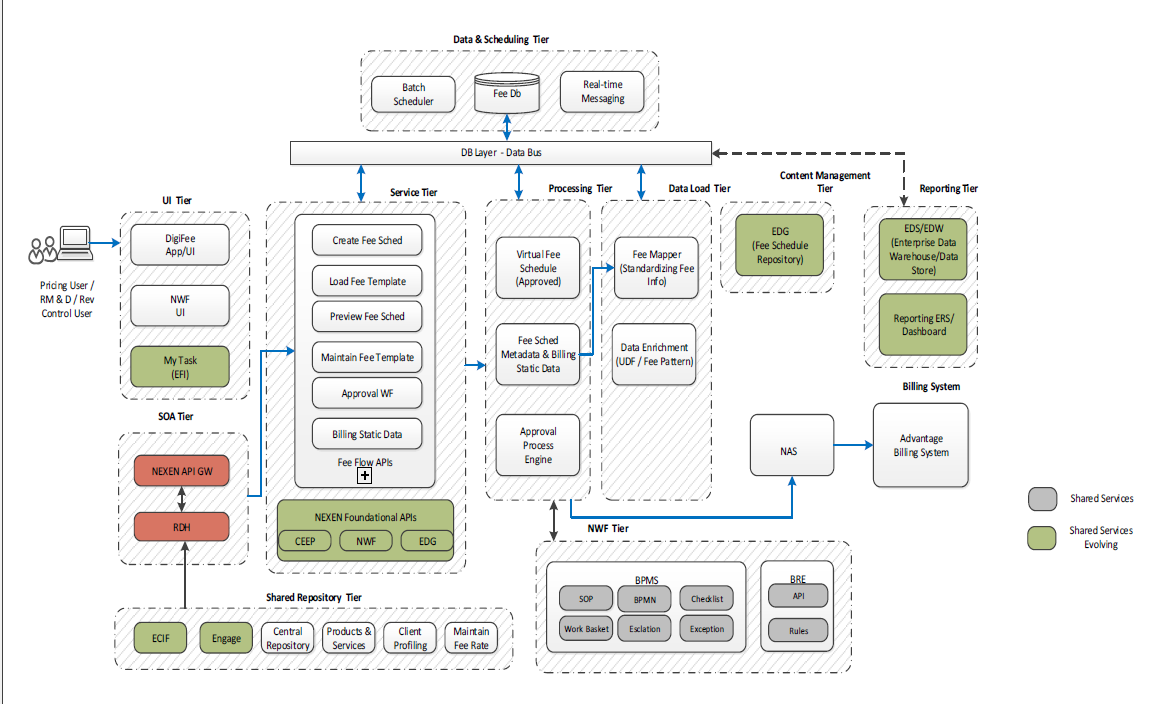 Data & Scheduling Tier
Batch
Scheduler
Fee Db
Real-time
Messaging
DB Layer - Data Bus
UI Tier
Service Tier
Processing Tier
Data Load Tier
Content Management
Tier
Reporting Tier
Pricing User /
RM & D / Rev
Control User
DigiFee
App/UI
NWF
UI
My Task
(EFI)
SOA Tier
NEXEN API GW
RDH
Create Fee Sched
Load Fee Template
Preview Fee Sched
Maintain Fee Template
Approval WF
Billing Static Data
Fee Flow APIs
NEXEN Foundational APIs
CEEP
NWF
EDG
Virtual Fee
Schedule
(Approved)
Fee Sched
Metadata & Billing
Static Data
Approval
Process
Engine
Fee Mapper
(Standardizing Fee
Info)
Data Enrichment
(UDF / Fee Pattern)
EDG
(Fee Schedule
Repository)
EDS/EDW
(Enterprise Data
Warehouse/Data
Store)
Reporting ERS/
Dashboard
Billing System
NAS
Advantage
Billing System
Shared Services
Shared Services
Evolving
NWF Tier
BPMS
SOP
BPMN
Checklist
Work Basket
Esclation
Exception
BRE
API
Rules
Shared Repository Tier
ECIF
Engage
Central
Repository
Products &
Services
Client
Profiling
Maintain
Fee Rate